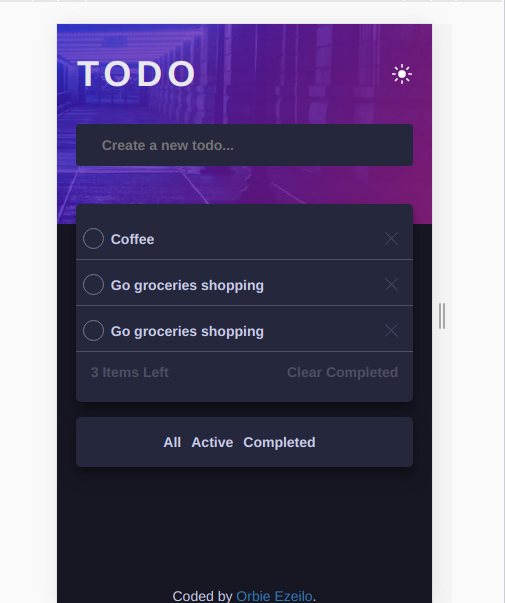 TODO
Create a new todo...
Coffee
Go groceries shopping
Go groceries shopping
3 Items Left Clear Completed
All Active Completed
Coded by Orbie Ezeilo.